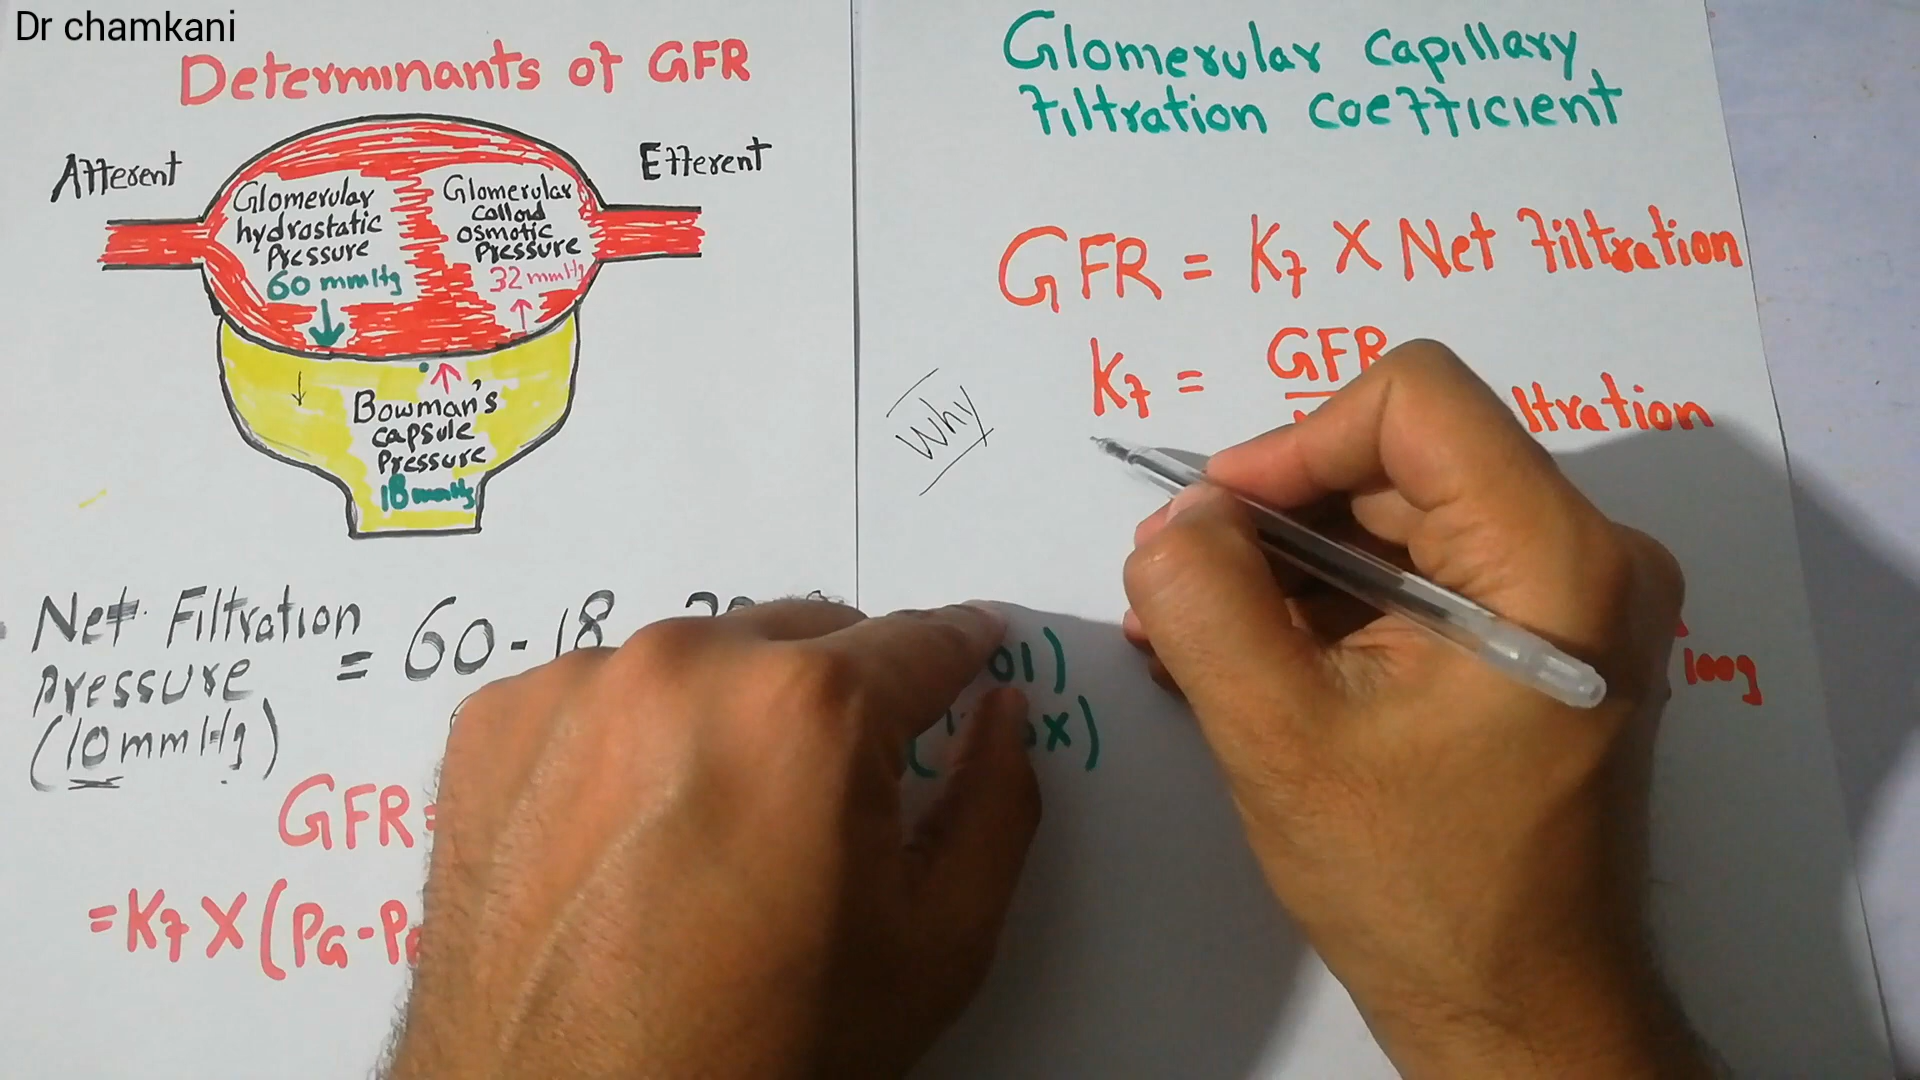 Dr chamkani
Determinants of GFR
Afferent
Efferent
Glomerular
hydrostatic
Pressure
60 mmHg
Glomerular
colloid
osmotic
Pressure
32 mmHg
Bowman's
capsule
Pressure
18 mmHg
Net Filtration
Pressure
(10 mmHg)
= 60 - 18
GFR =
= Kf X (PG - P
Glomerular Capillary
Filtration coefficient
GFR = Kf X Net Filtration
Kf = GFR
Why
100g